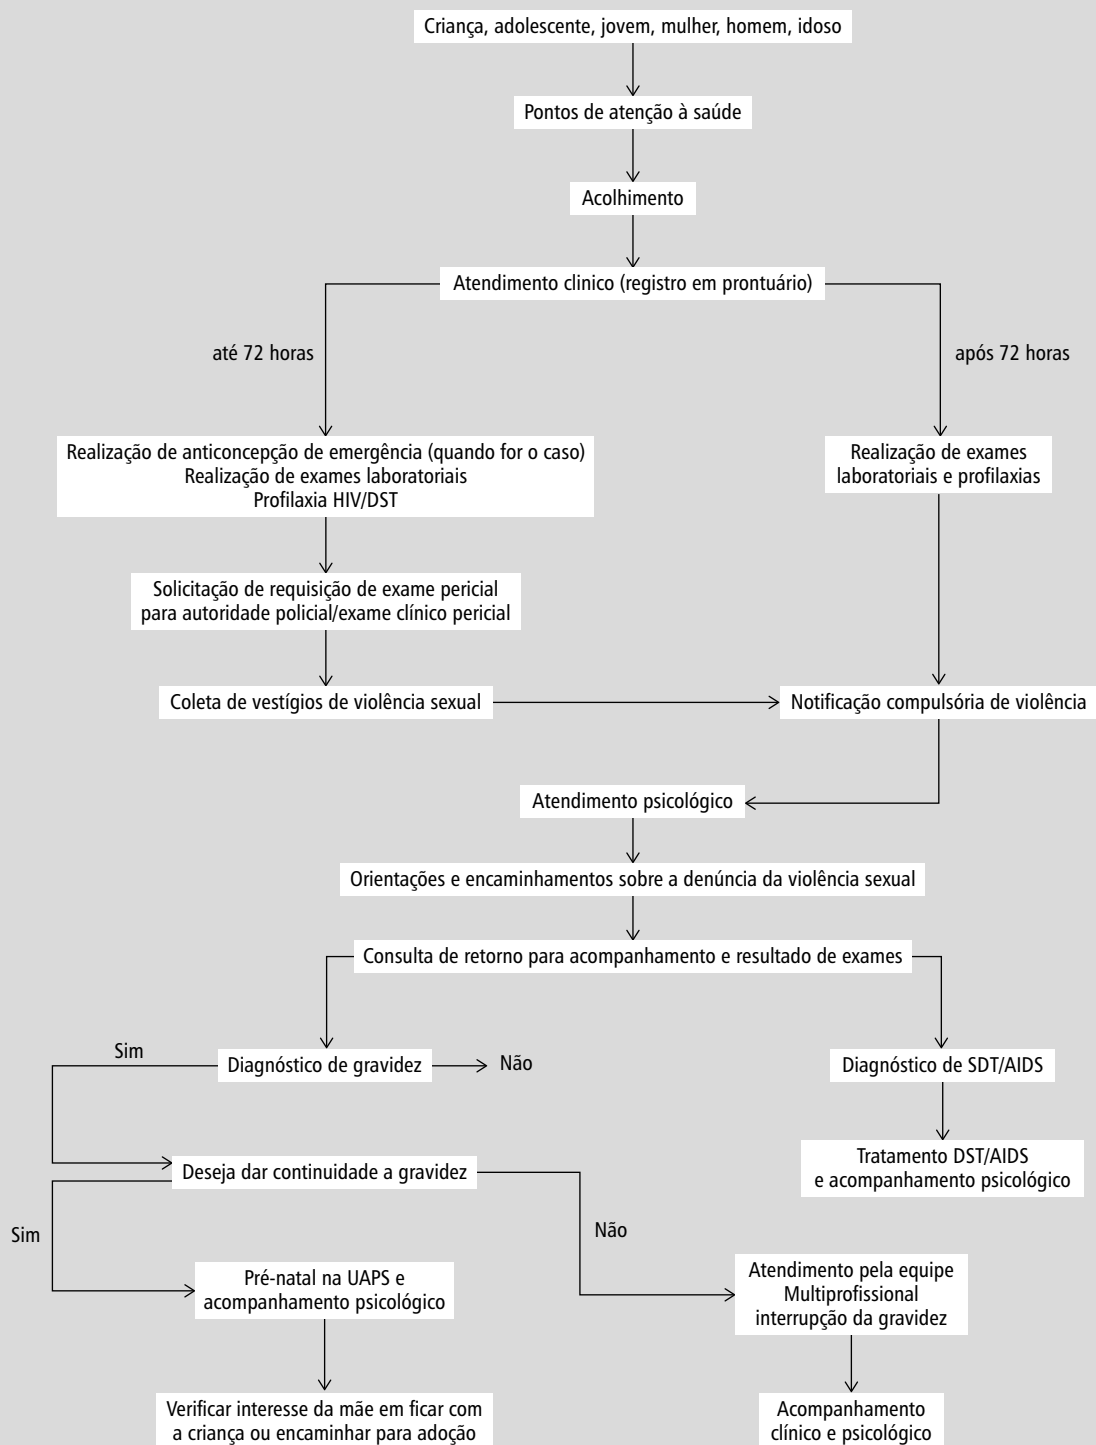 Criança, adolescente, jovem, mulher, homem, idoso
Pontos de atenção à saúde
Acolhimento
Atendimento clinico (registro em prontuário)
até 72 horas
após 72 horas
Realização de anticoncepção de emergência (quando for o caso)
Realização de exames laboratoriais
Profilaxia HIV/DST
Realização de exames
laboratoriais e profilaxias
Solicitação de requisição de exame pericial
para autoridade policial/exame clínico pericial
Coleta de vestígios de violência sexual
Notificação compulsória de violência
Atendimento psicológico
Orientações e encaminhamentos sobre a denúncia da violência sexual
Consulta de retorno para acompanhamento e resultado de exames
Sim
Diagnóstico de gravidez
Não
Diagnóstico de SDT/AIDS
Tratamento DST/AIDS
e acompanhamento psicológico
Deseja dar continuidade a gravidez
Sim
Não
Pré-natal na UAPS e
acompanhamento psicológico
Atendimento pela equipe
Multiprofissional
interrupção da gravidez
Verificar interesse da mãe em ficar com
a criança ou encaminhar para adoção
Acompanhamento
clínico e psicológico